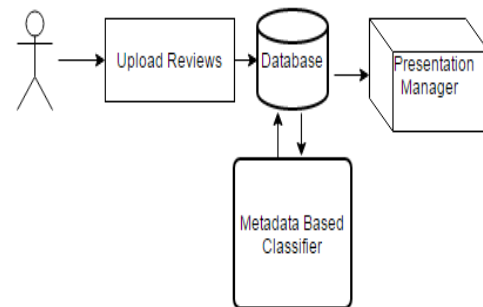 Upload Reviews
Database
Presentation
Manager
Metadata Based
Classifier